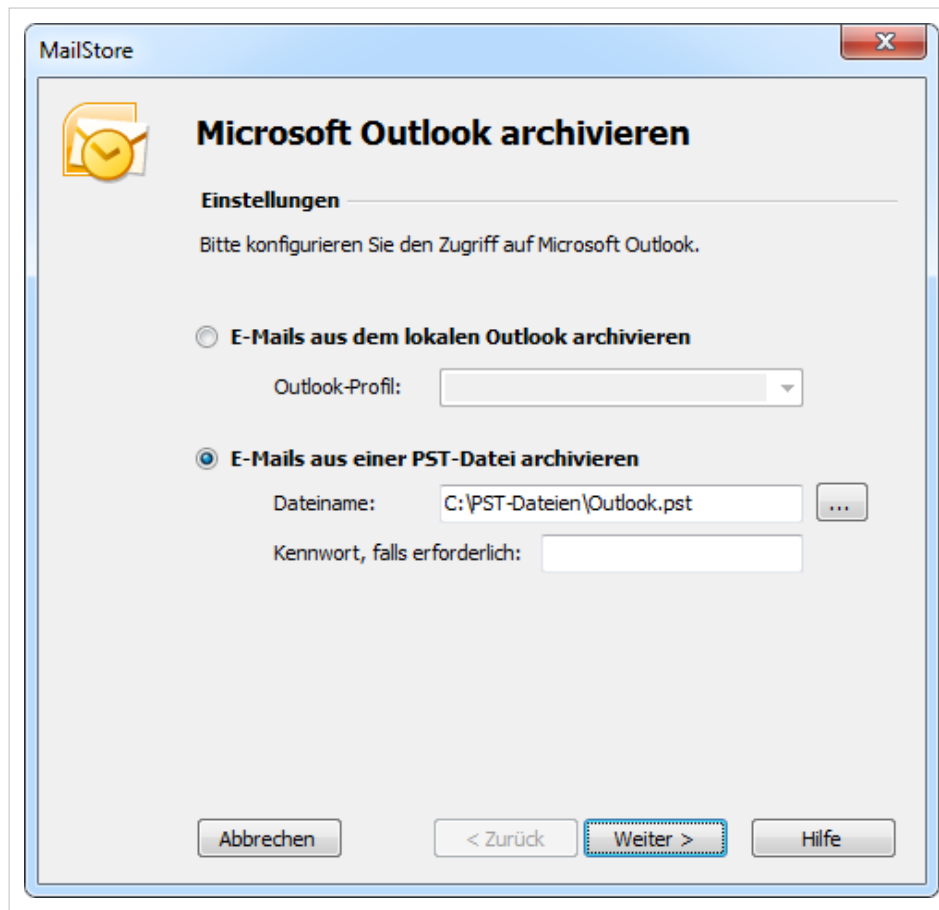 MailStore
Microsoft Outlook archivieren
Einstellungen
Bitte konfigurieren Sie den Zugriff auf Microsoft Outlook.
E-Mails aus dem lokalen Outlook archivieren
Outlook-Profil:
E-Mails aus einer PST-Datei archivieren
Dateiname: C:\PST-Dateien\Outlook.pst ...
Kennwort, falls erforderlich:
Abbrechen < Zurück Weiter > Hilfe